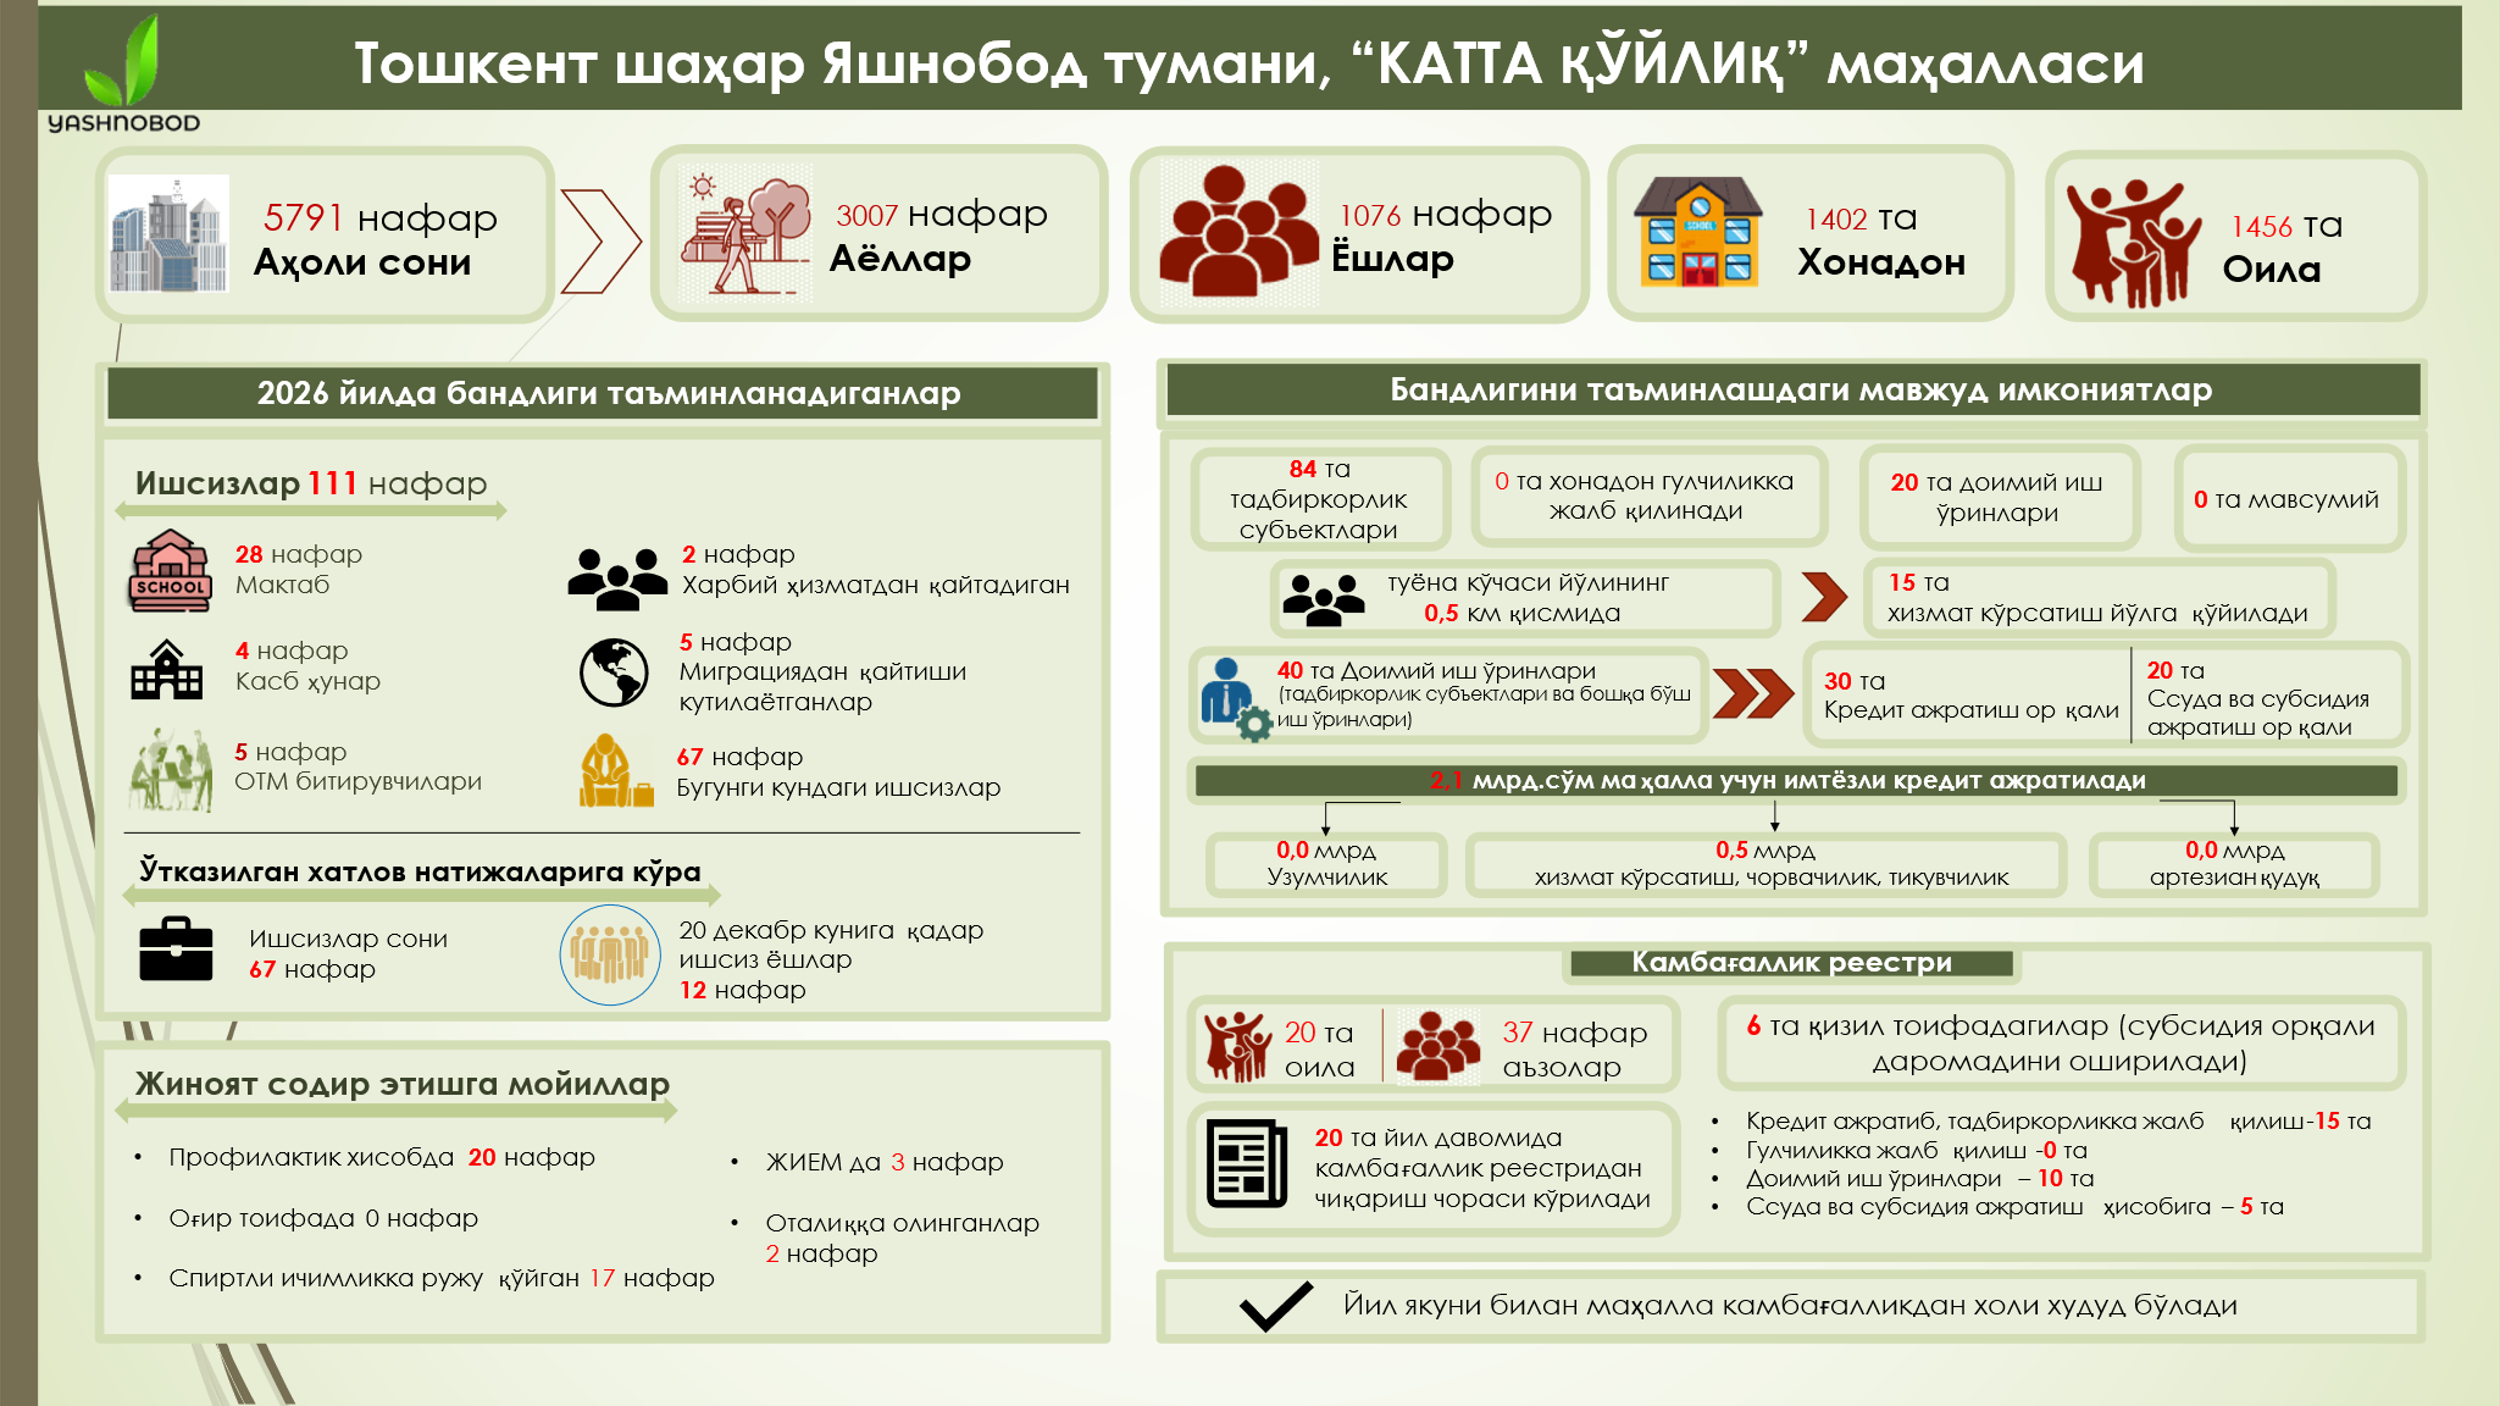 Тошкент шаҳар Яшнобод тумани, “КАТТА ҚЎЙЛИҚ” маҳалласи
YASHNOBOD
5791 нафар
Аҳоли сони
3007 нафар
Аёллар
1076 нафар
Ёшлар
SCHOOL
1402 та
Хонадон
1456 та
Оила
2026 йилда бандлиги таъминланадиганлар
Ишсизлар 111 нафар
SCHOOL
28 нафар
Мактаб
2 нафар
Харбий ҳизматдан қайтадиган
4 нафар
Касб ҳунар
5 нафар
Миграциядан қайтиши
кутилаётганлар
5 нафар
ОТМ битирувчилари
67 нафар
Бугунги кундаги ишсизлар
Ўтказилган хатлов натижаларига кўра
Ишсизлар сони
67 нафар
20 декабр кунига қадар
ишсиз ёшлар
12 нафар
Жиноят содир этишга мойиллар
• Профилактик хисобда 20 нафар
• Оғир тоифада 0 нафар
• Спиртли ичимликка ружу қўйган 17 нафар
• ЖИЕМ да 3 нафар
• Оталиққа олинганлар
2 нафар
Бандлигини таъминлашдаги мавжуд имкониятлар
84 та
тадбиркорлик
субъектлари
0 та хонадон гулчиликка
жалб қилинади
20 та доимий иш
ўринлари
0 та мавсумий
туёна кўчаси йўлининг
0,5 км қисмида
15 та
хизмат кўрсатиш йўлга қўйилади
40 та Доимий иш ўринлари
(тадбиркорлик субъектлари ва бошқа бўш
иш ўринлари)
30 та
Кредит ажратиш ор қали
20 та
Ссуда ва субсидия
ажратиш ор қали
2,1 млрд.сўм маҳалла учун имтёзли кредит ажратилади
0,0 млрд
Узумчилик
0,5 млрд
хизмат кўрсатиш, чорвачилик, тикувчилик
0,0 млрд
артезиан қудуқ
Камбағаллик реестри
20 та
оила
37 нафар
аъзолар
6 та қизил тоифадагилар (субсидия орқали
даромадини оширилади)
20 та йил давомида
камбағаллик реестридан
чиқариш чораси кўрилади
• Кредит ажратиб, тадбиркорликка жалб қилиш-15 та
• Гулчиликка жалб қилиш -0 та
• Доимий иш ўринлари – 10 та
• Ссуда ва субсидия ажратиш ҳисобига – 5 та
Йил якуни билан маҳалла камбағалликдан холи худуд бўлади